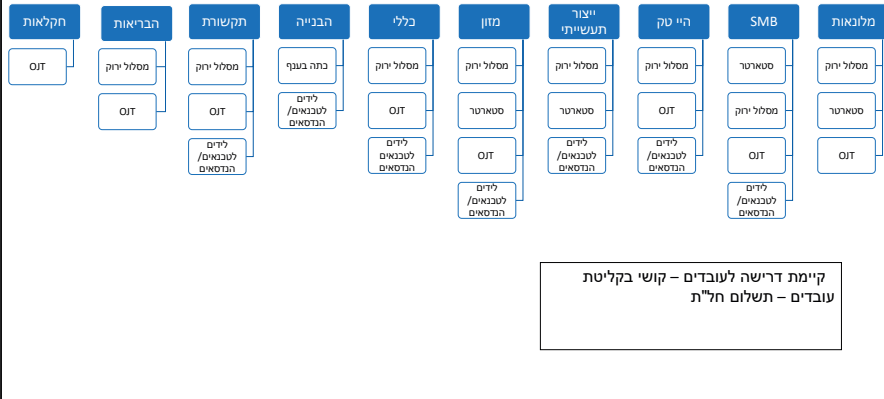 מלונאות
מסלול ירוק
סטארטר
OJT
SMB
סטארטר
מסלול ירוק
OJT
לידים
לטכנאים/
הנדסאים
היי טק
מסלול ירוק
OJT
לידים
לטכנאים/
הנדסאים
ייצור
תעשייתי
מסלול ירוק
סטארטר
לידים
לטכנאים/
הנדסאים
מזון
מסלול ירוק
סטארטר
OJT
לידים
לטכנאים/
הנדסאים
כללי
מסלול ירוק
OJT
לידים
לטכנאים/
הנדסאים
הבנייה
כתה בענף
לידים
לטכנאים/
הנדסאים
תקשורת
מסלול ירוק
OJT
לידים
לטכנאים/
הנדסאים
הבריאות
מסלול ירוק
OJT
חקלאות
OJT
קיימת דרישה לעובדים – קושי בקליטת
עובדים – תשלום חל"ת